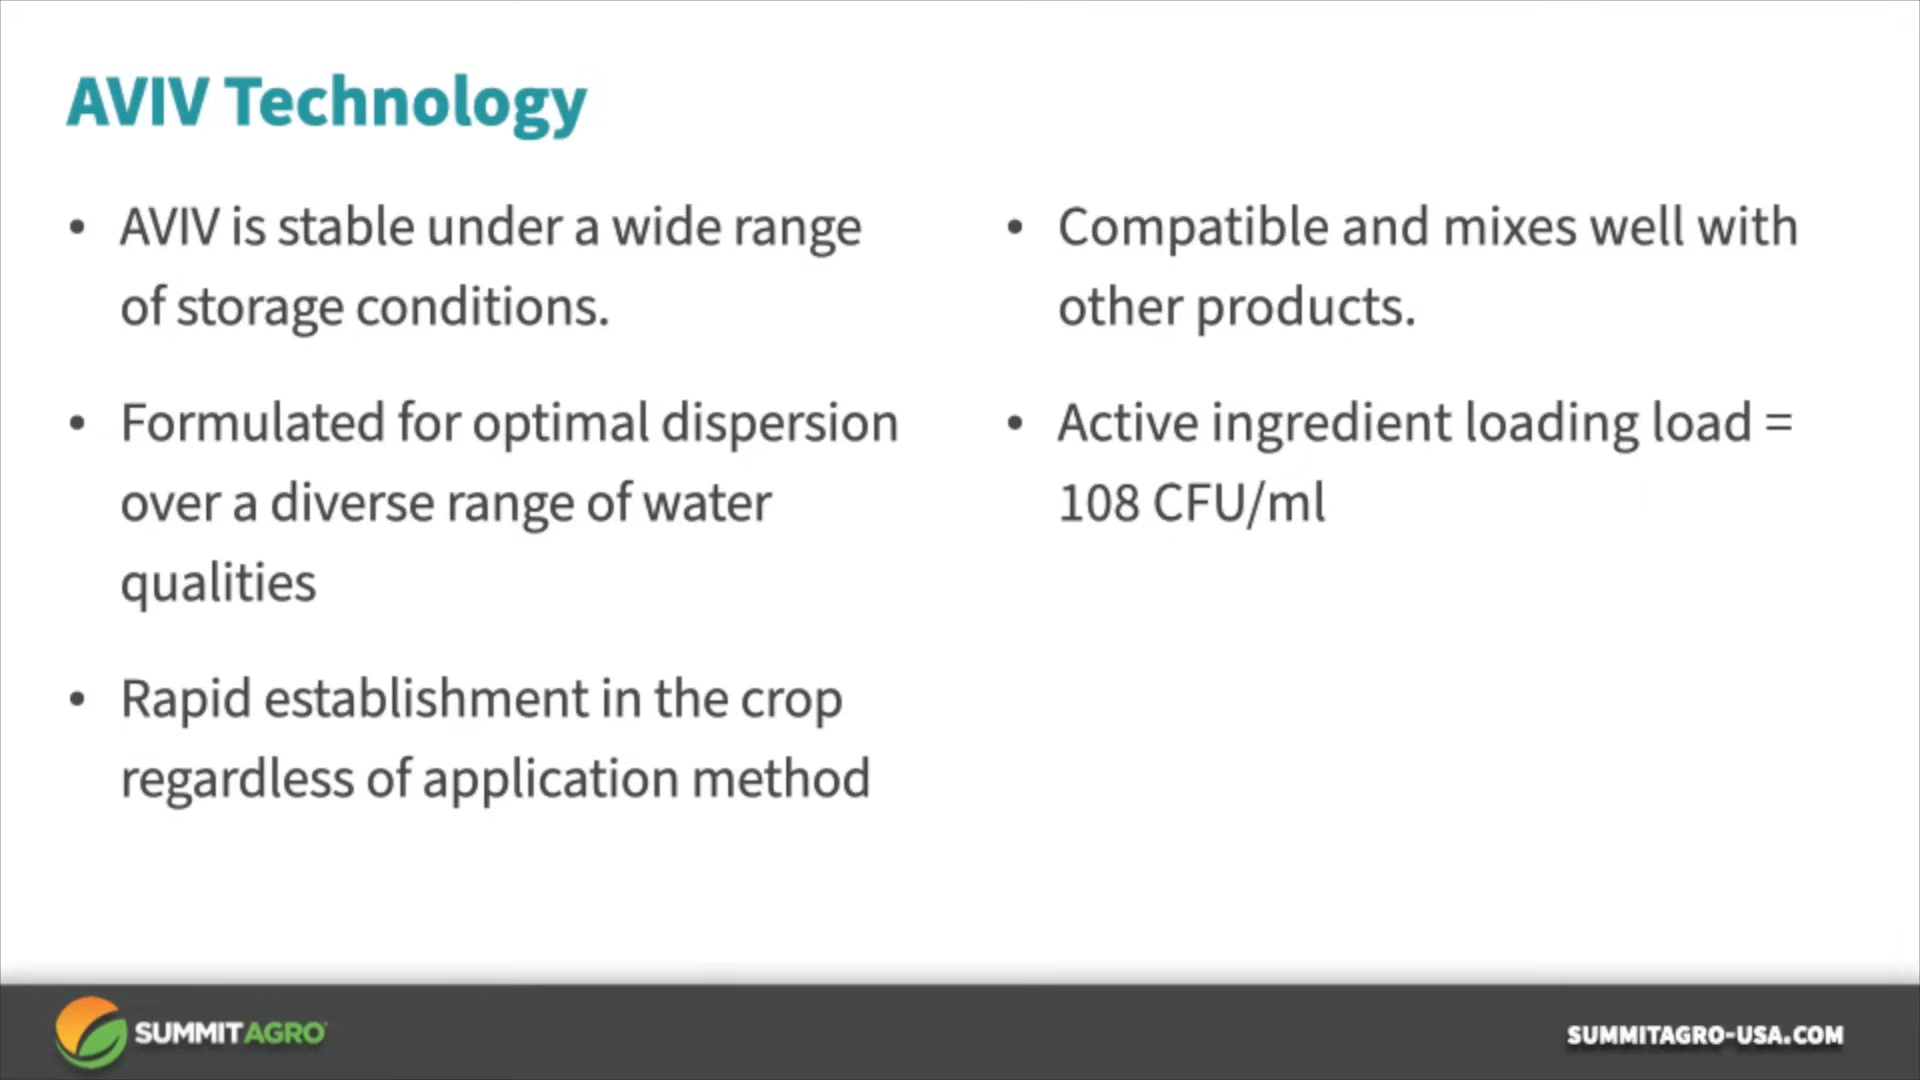 AVIV Technology
• AVIV is stable under a wide range
of storage conditions.
• Formulated for optimal dispersion
over a diverse range of water
qualities
• Rapid establishment in the crop
regardless of application method
• Compatible and mixes well with
other products.
• Active ingredient loading load =
108 CFU/ml
SUMMITAGRO
SUMMITAGRO-USA.COM